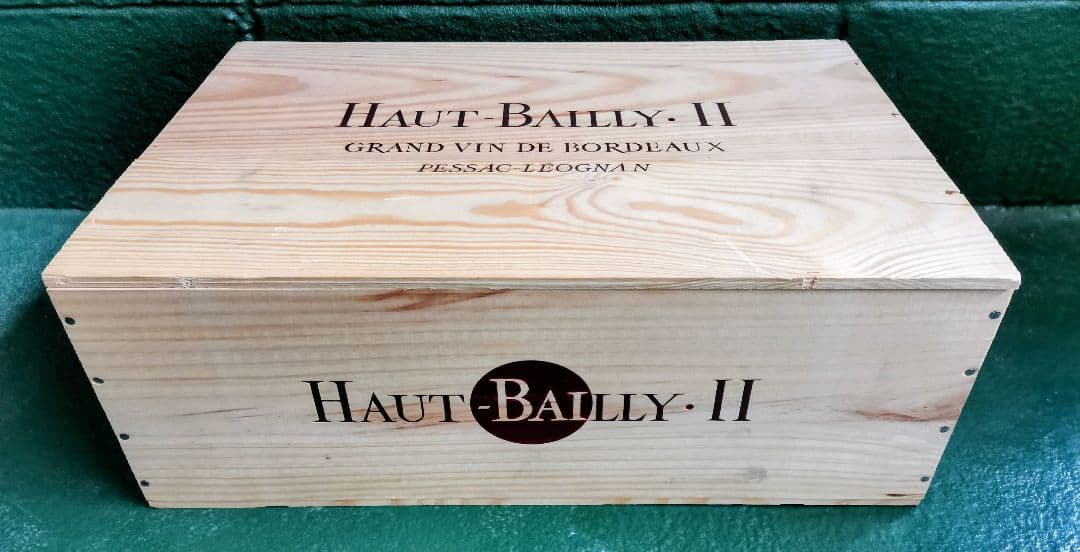 HAUT-BAILLY·II
GRAND VIN DE BORDEAUX
PESSAC-LÉOGNAN
HAUT-BAILLY·II